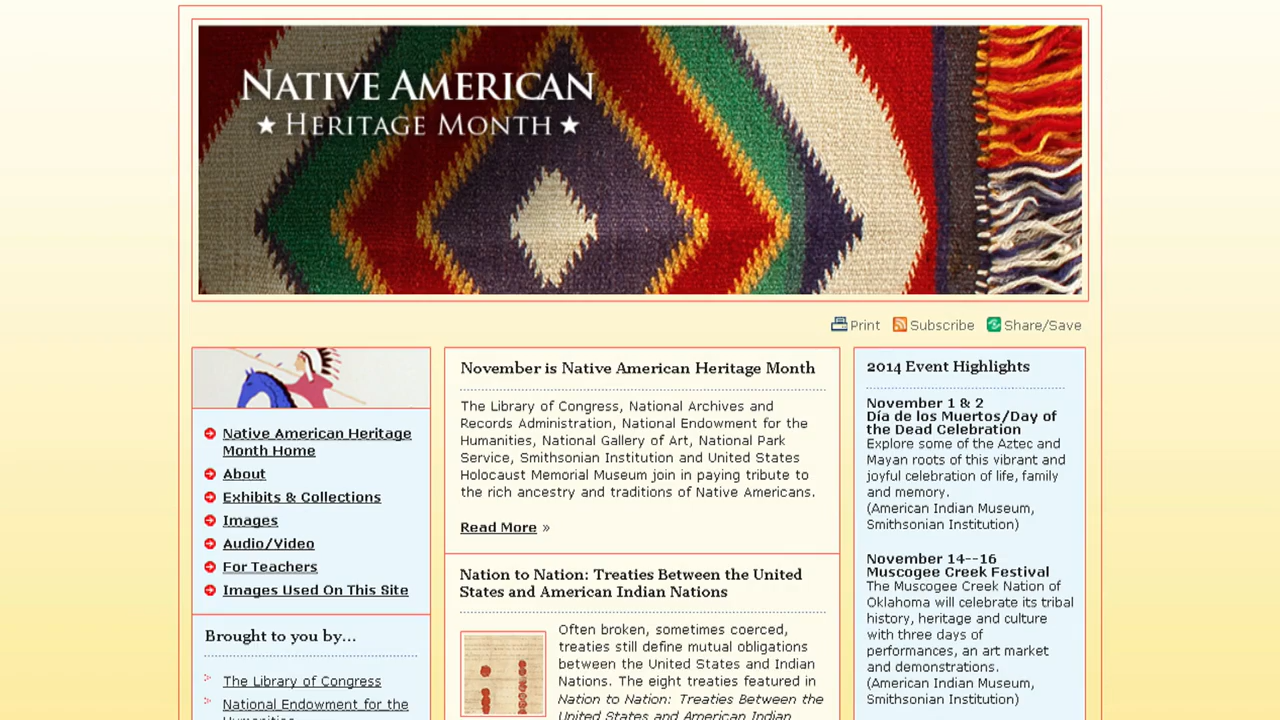 NATIVE AMERICAN
★ HERITAGE MONTH ★
Print Subscribe Share/Save
Native American Heritage
Month Home
About
Exhibits & Collections
Images
Audio/Video
For Teachers
Images Used On This Site
Brought to you by...
The Library of Congress
National Endowment for the
Humanities
November is Native American Heritage Month
The Library of Congress, National Archives and
Records Administration, National Endowment for the
Humanities, National Gallery of Art, National Park
Service, Smithsonian Institution and United States
Holocaust Memorial Museum join in paying tribute to
the rich ancestry and traditions of Native Americans.
Read More »
Nation to Nation: Treaties Between the United
States and American Indian Nations
Often broken, sometimes coerced,
treaties still define mutual obligations
between the United States and Indian
Nations. The eight treaties featured in
Nation to Nation: Treaties Between the
United States and American Indian
2014 Event Highlights
November 1 & 2
Día de los Muertos/Day of
the Dead Celebration
Explore some of the Aztec and
Mayan roots of this vibrant and
joyful celebration of life, family
and memory.
(American Indian Museum,
Smithsonian Institution)
November 14--16
Muscogee Creek Festival
The Muscogee Creek Nation of
Oklahoma will celebrate its tribal
history, heritage and culture
with three days of
performances, an art market
and demonstrations.
(American Indian Museum,
Smithsonian Institution)